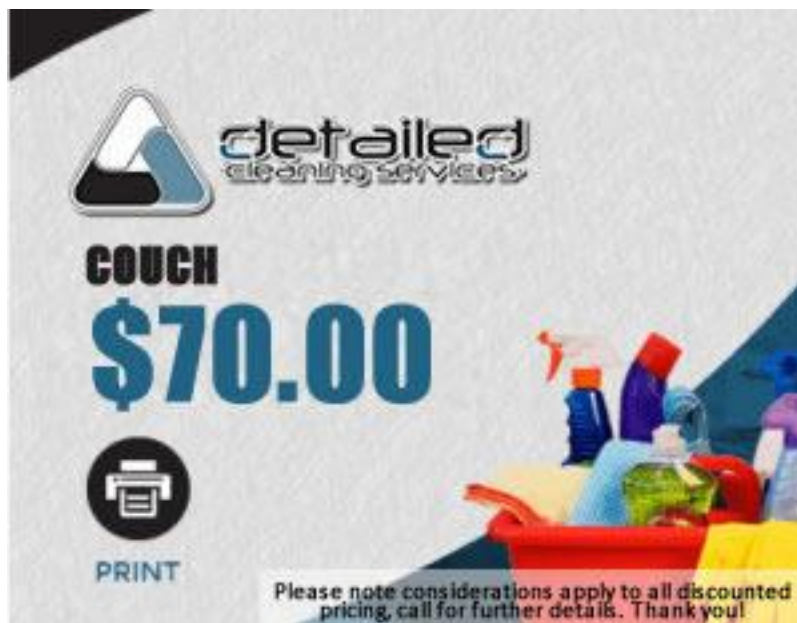 detailed
cleaning services
COUCH
$70.00
PRINT
Please note considerations apply to all discounted
pricing, call for further details. Thank you!